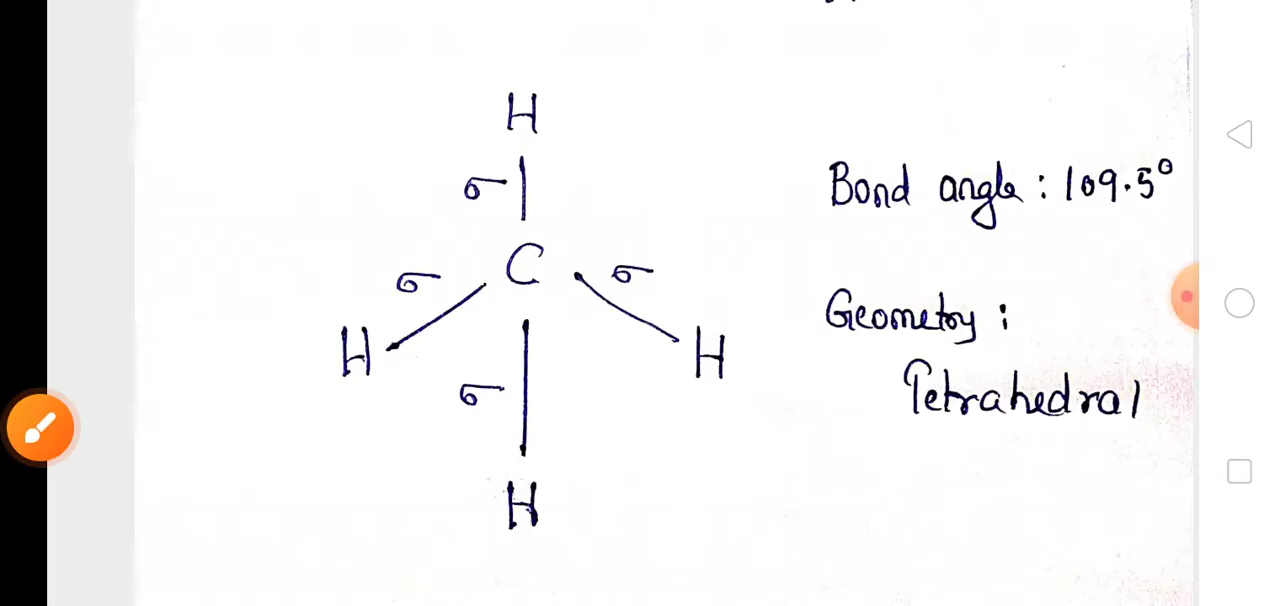 H
σ
C
σ σ
H H
σ
H
Bond angle : 109.5°
Geometry :
Tetrahedral